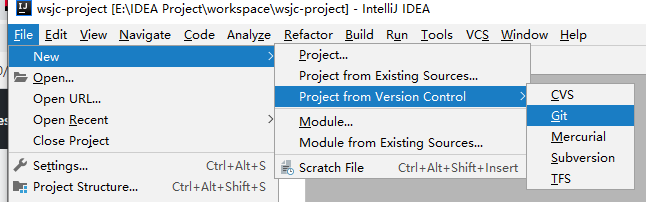 wsjc-project [E:\IDEA Project\workspace\wsjc-project] - IntelliJ IDEA
File Edit View Navigate Code Analyze Refactor Build Run Tools VCS Window Help
New
Open...
Open URL...
Open Recent
Close Project
Settings... Ctrl+Alt+S
Project Structure... Ctrl+Alt+Shift+S
Project...
Project from Existing Sources...
Project from Version Control
Module...
Module from Existing Sources...
Scratch File Ctrl+Alt+Shift+Insert
CVS
Git
Mercurial
Subversion
TFS